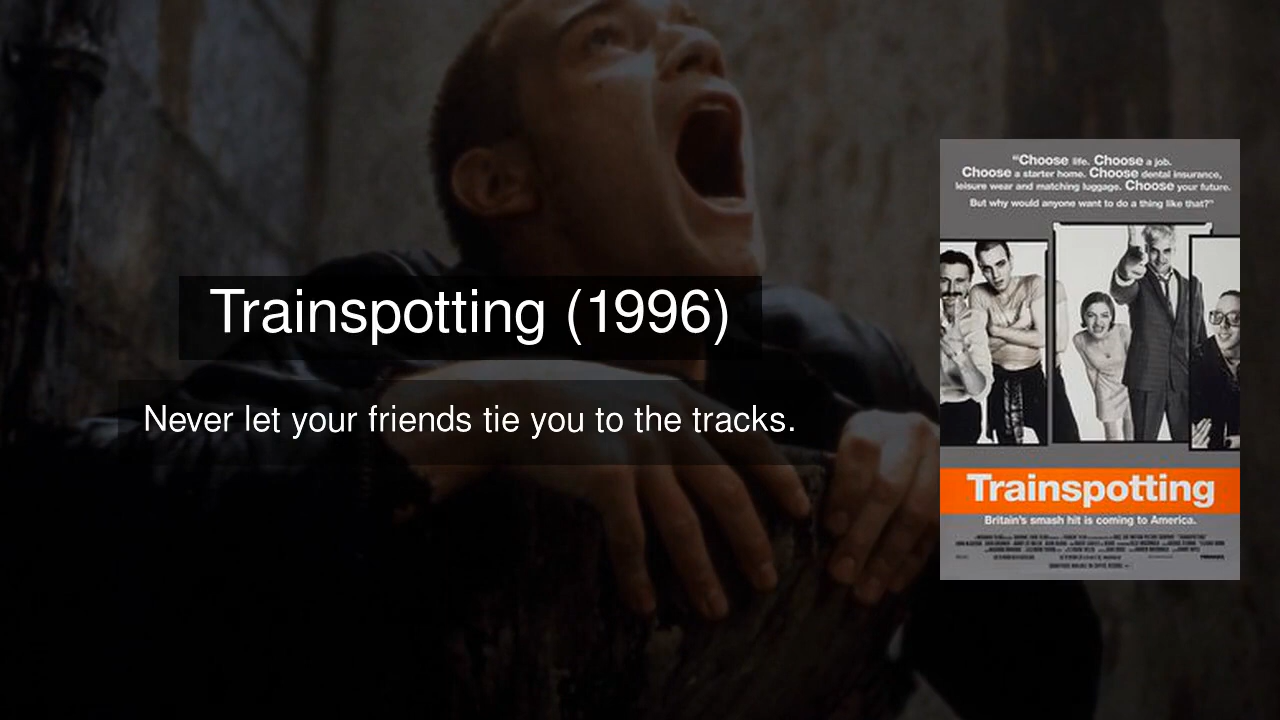 Trainspotting (1996)
Never let your friends tie you to the tracks.
“Choose life. Choose a job.
Choose a starter home. Choose dental insurance,
leisure wear and matching luggage. Choose your future.
But why would anyone want to do a thing like that?”
Trainspotting
Britain's smash hit is coming to America.